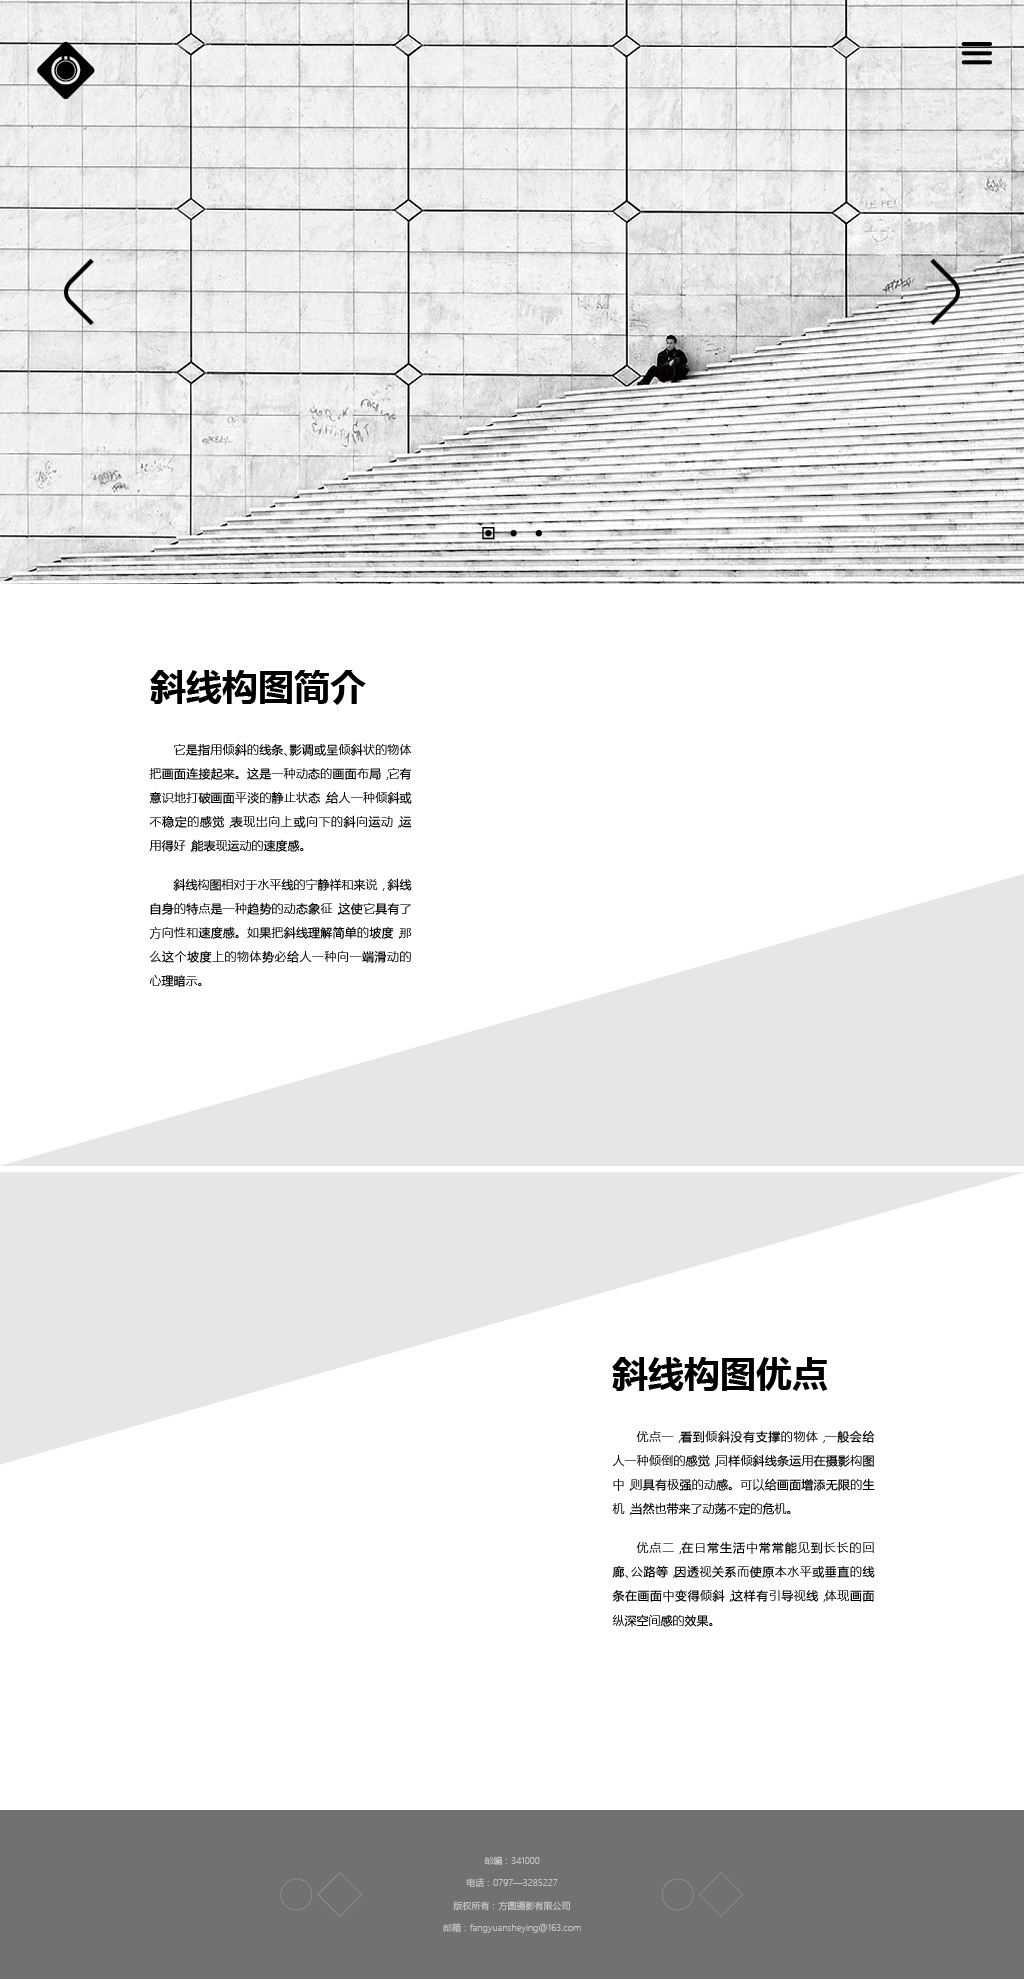 斜线构图简介
它是指用倾斜的线条、影调或呈倾斜状的物体
把画面连接起来。这是一种动态的画面布局，它有
意识地打破画面平淡的静止状态，给人一种倾斜或
不稳定的感觉，表现出向上或向下的斜向运动，运
用得好，能表现运动的速度感。
斜线构图相对于水平线的宁静祥和来说，斜线
自身的特点是一种趋势的动态象征，这使它具有了
方向性和速度感。如果把斜线理解简单的坡度，那
么这个坡度上的物体势必给人一种向一端滑动的
心理暗示。
斜线构图优点
优点一，看到倾斜没有支撑的物体，一般会给
人一种倾倒的感觉，同样倾斜线条运用在摄影构图
中，则具有极强的动感。可以给画面增添无限的生
机，当然也带来了动荡不定的危机。
优点二，在日常生活中常常能见到长长的回
廊、公路等，因透视关系而使原本水平或垂直的线
条在画面中变得倾斜，这样有引导视线，体现画面
纵深空间感的效果。
邮编：341000
电话：0797—3285227
版权所有：方圆摄影有限公司
邮箱：fangyuansheying@163.com